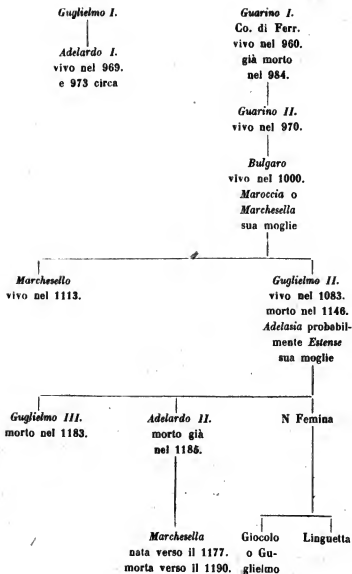 Guglielmo I.
Adelardo I.
vivo nel 969.
e 973 circa
Guarino I.
Co. di Ferr.
vivo nel 960.
già morto
nel 984.
Guarino II.
vivo nel 970.
Bulgaro
vivo nel 1000.
Maroccia o
Marchesella
sua moglie
Marchesello
vivo nel 1113.
Guglielmo II.
vivo nel 1083.
morto nel 1146.
Adelasia probabil-
mente Estense
sua moglie
Guglielmo III.
morto nel 1183.
Adelardo II.
morto già
nel 1185.
N Femina
Marchesella
nata verso il 1177.
morta verso il 1190.
Giocolo
o Gu-
glielmo
Linguetta